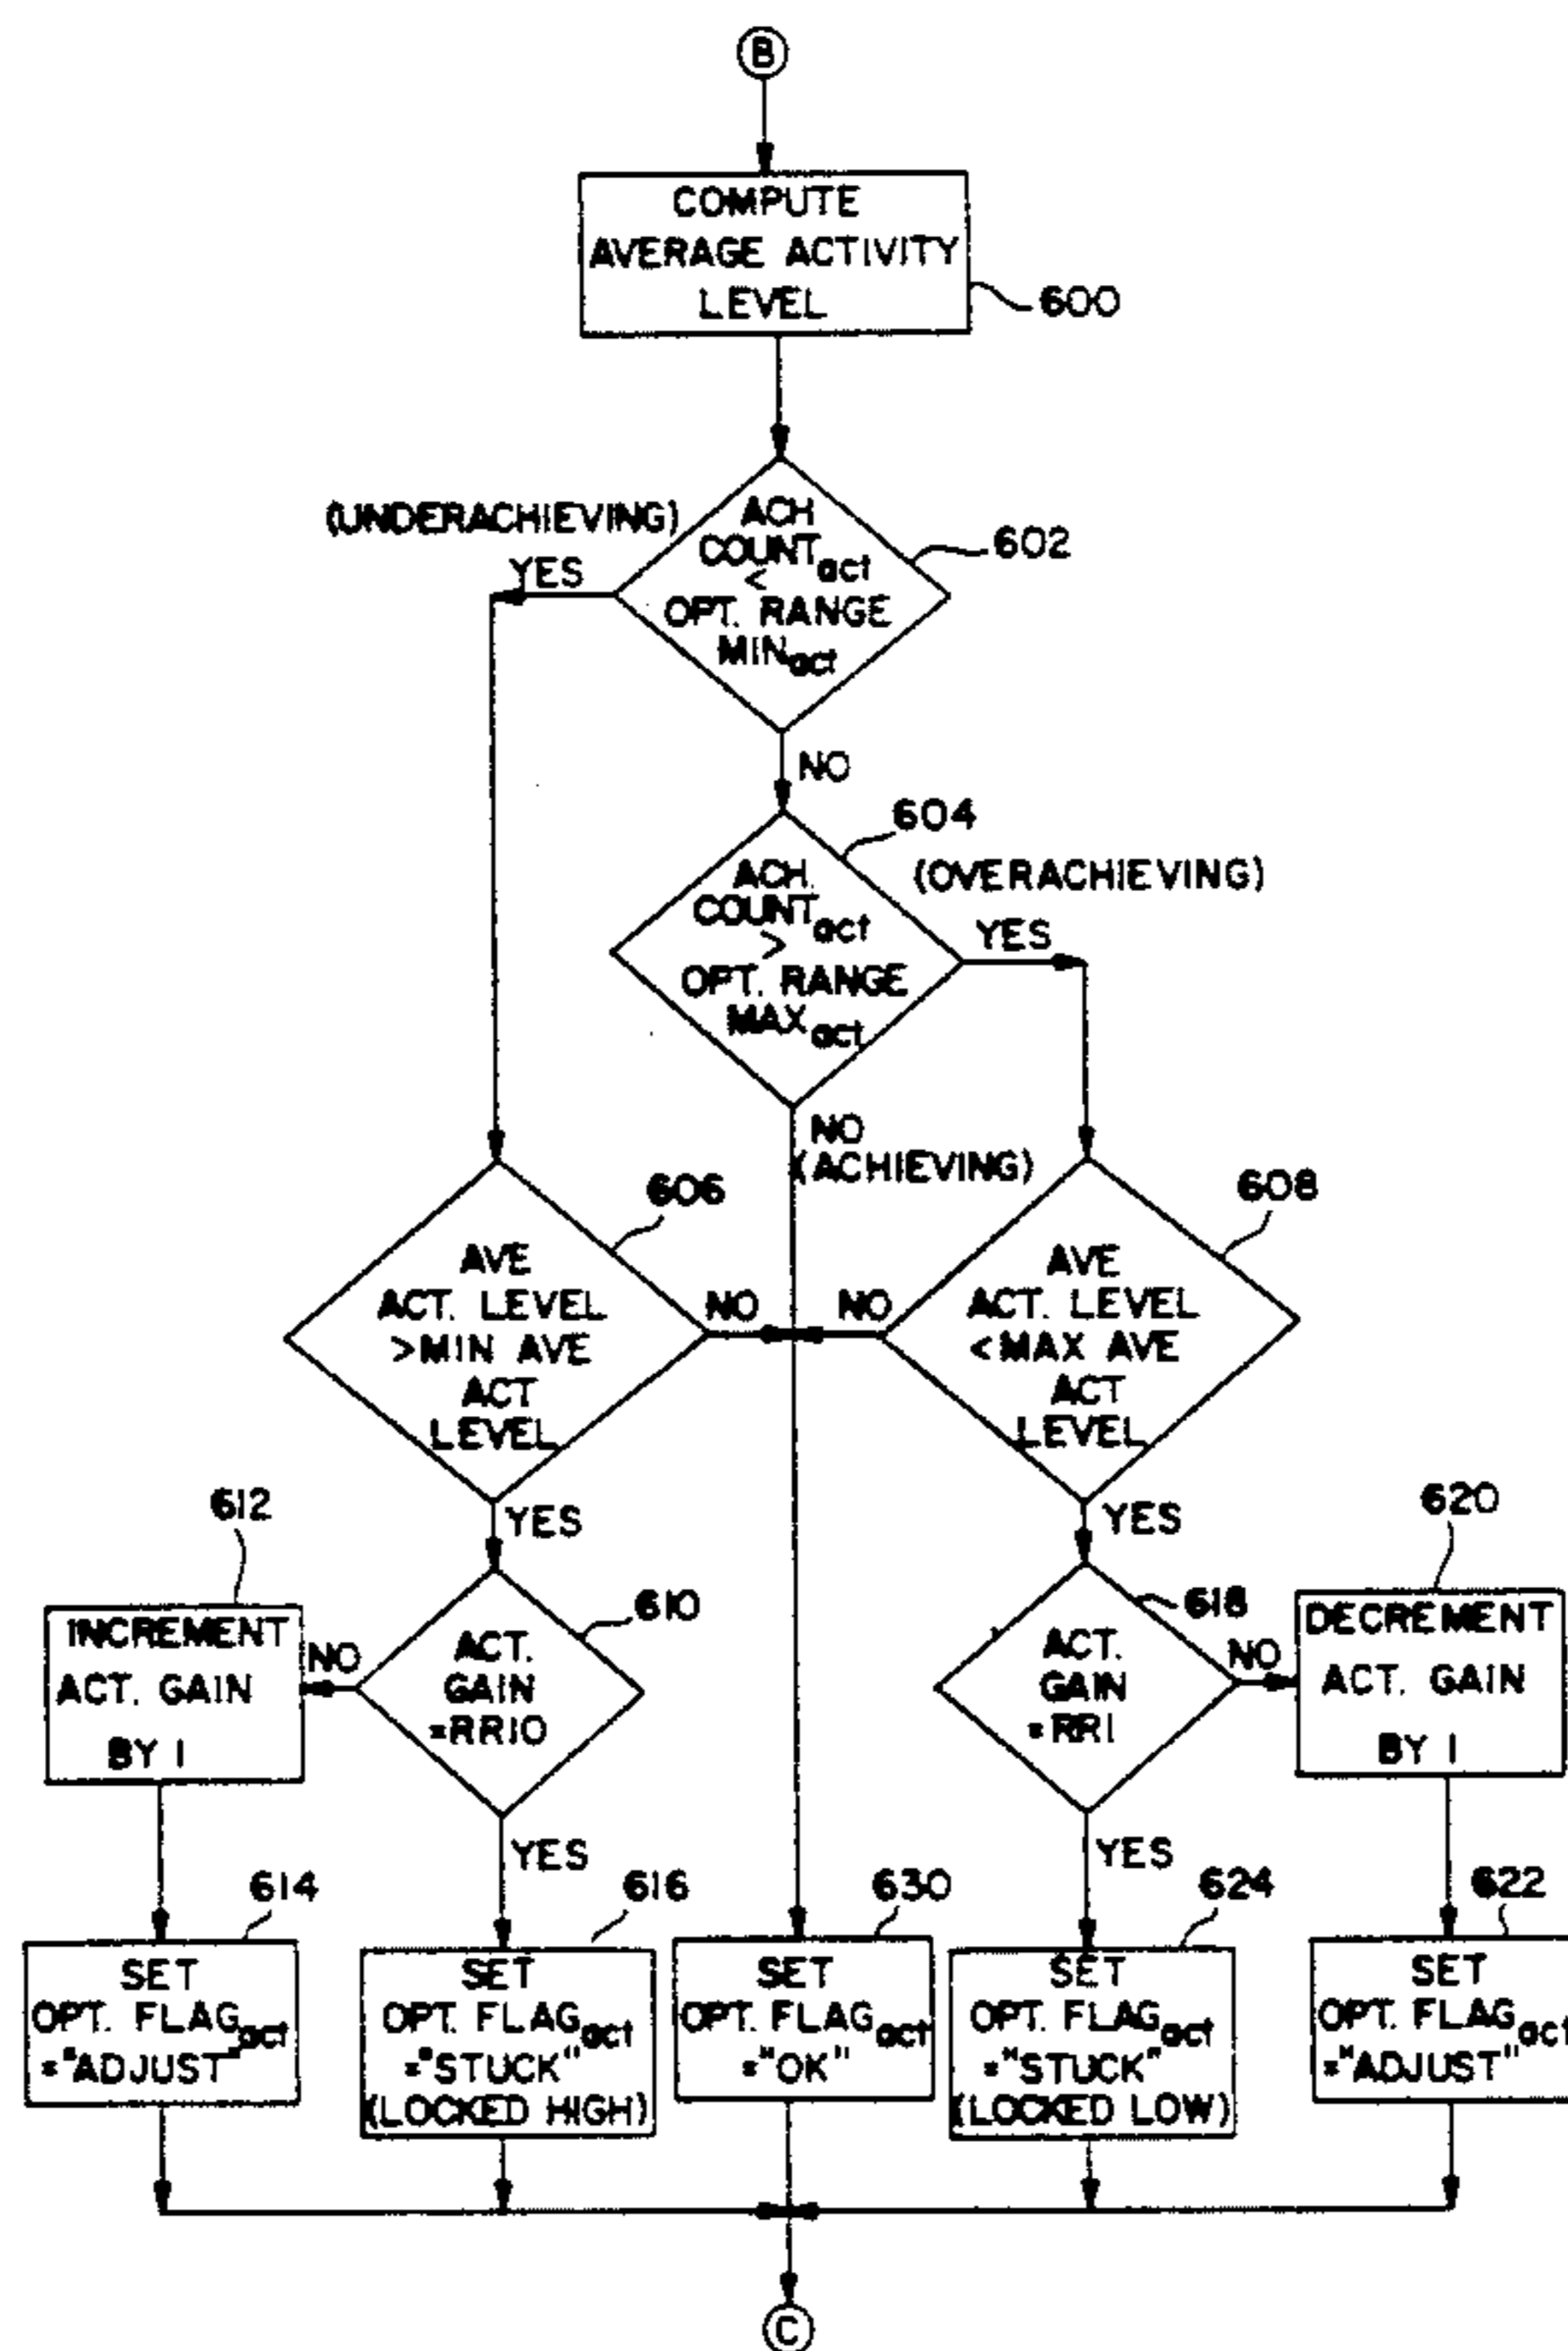 B
COMPUTE
AVERAGE ACTIVITY
LEVEL
600
(UNDERACHIEVING)
YES
ACH
COUNTact
<
OPT. RANGE
MINact
602
NO
604
(OVERACHIEVING)
ACH.
COUNTact
>
OPT. RANGE
MAXact
YES
NO
(ACHIEVING)
606
AVE
ACT. LEVEL
>MIN AVE
ACT
LEVEL
NO
608
AVE
ACT. LEVEL
<MAX AVE
ACT
LEVEL
NO
YES
YES
612
INCREMENT
ACT. GAIN
BY 1
NO
610
ACT.
GAIN
=RR10
618
ACT.
GAIN
=RR1
NO
620
DECREMENT
ACT. GAIN
BY 1
YES
YES
614
SET
OPT. FLAGact
="ADJUST"
616
SET
OPT. FLAGact
="STUCK"
(LOCKED HIGH)
630
SET
OPT. FLAGact
="OK"
624
SET
OPT. FLAGact
="STUCK"
(LOCKED LOW)
622
SET
OPT. FLAGact
="ADJUST"
C